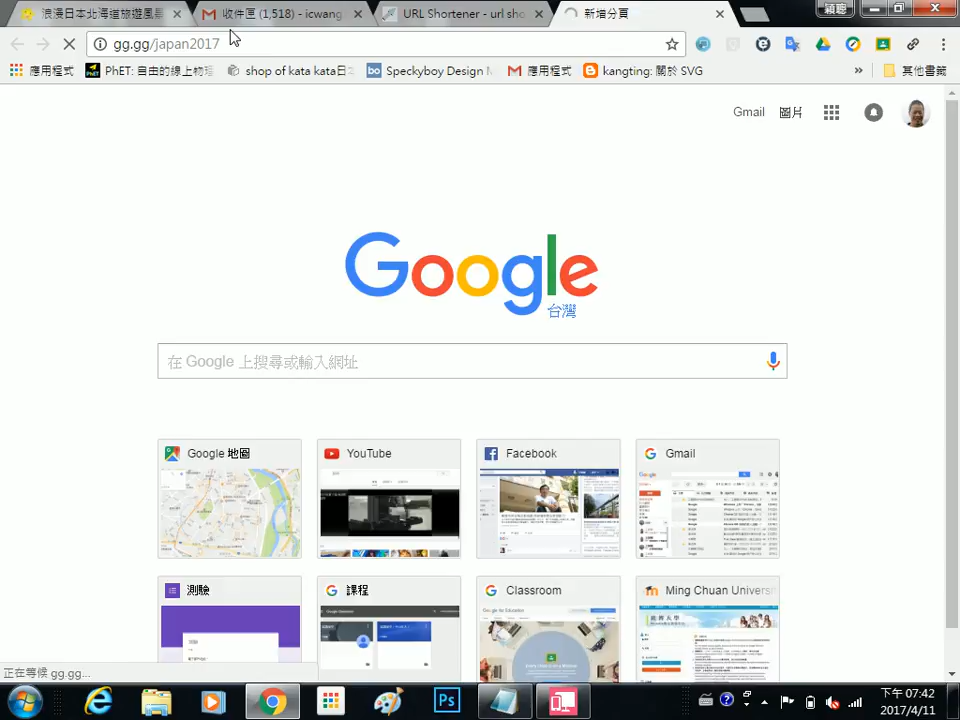 浪漫日本北海道旅遊風景
收件匣 (1,518) - icwang
URL Shortener - url sho
新增分頁
穎聰
gg.gg/japan2017
應用程式
PhET: 自由的線上物理
shop of kata kata日本
Speckyboy Design M
應用程式
kangting: 關於 SVG
»
其他書籤
Gmail
圖片
Google
台灣
在 Google 上搜尋或輸入網址
Google 地圖
YouTube
Facebook
Gmail
測驗
課程
Classroom
Ming Chuan Universi
正在等候 gg.gg...
Ps
下午 07:42
2017/4/11